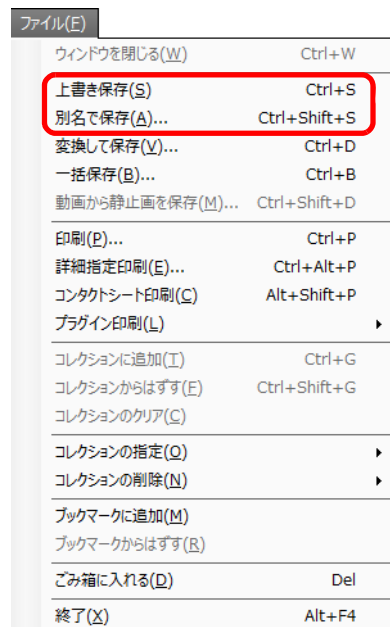 ファイル(F)
ウィンドウを閉じる(W) Ctrl+W
上書き保存(S) Ctrl+S
別名で保存(A)... Ctrl+Shift+S
変換して保存(V)... Ctrl+D
一括保存(B)... Ctrl+B
動画から静止画を保存(M)... Ctrl+Shift+D
印刷(P)... Ctrl+P
詳細指定印刷(E)... Ctrl+Alt+P
コンタクトシート印刷(C) Alt+Shift+P
プラグイン印刷(L)
コレクションに追加(T) Ctrl+G
コレクションからはずす(F) Ctrl+Shift+G
コレクションのクリア(C)
コレクションの指定(O)
コレクションの削除(N)
ブックマークに追加(M)
ブックマークからはずす(R)
ごみ箱に入れる(D) Del
終了(X) Alt+F4